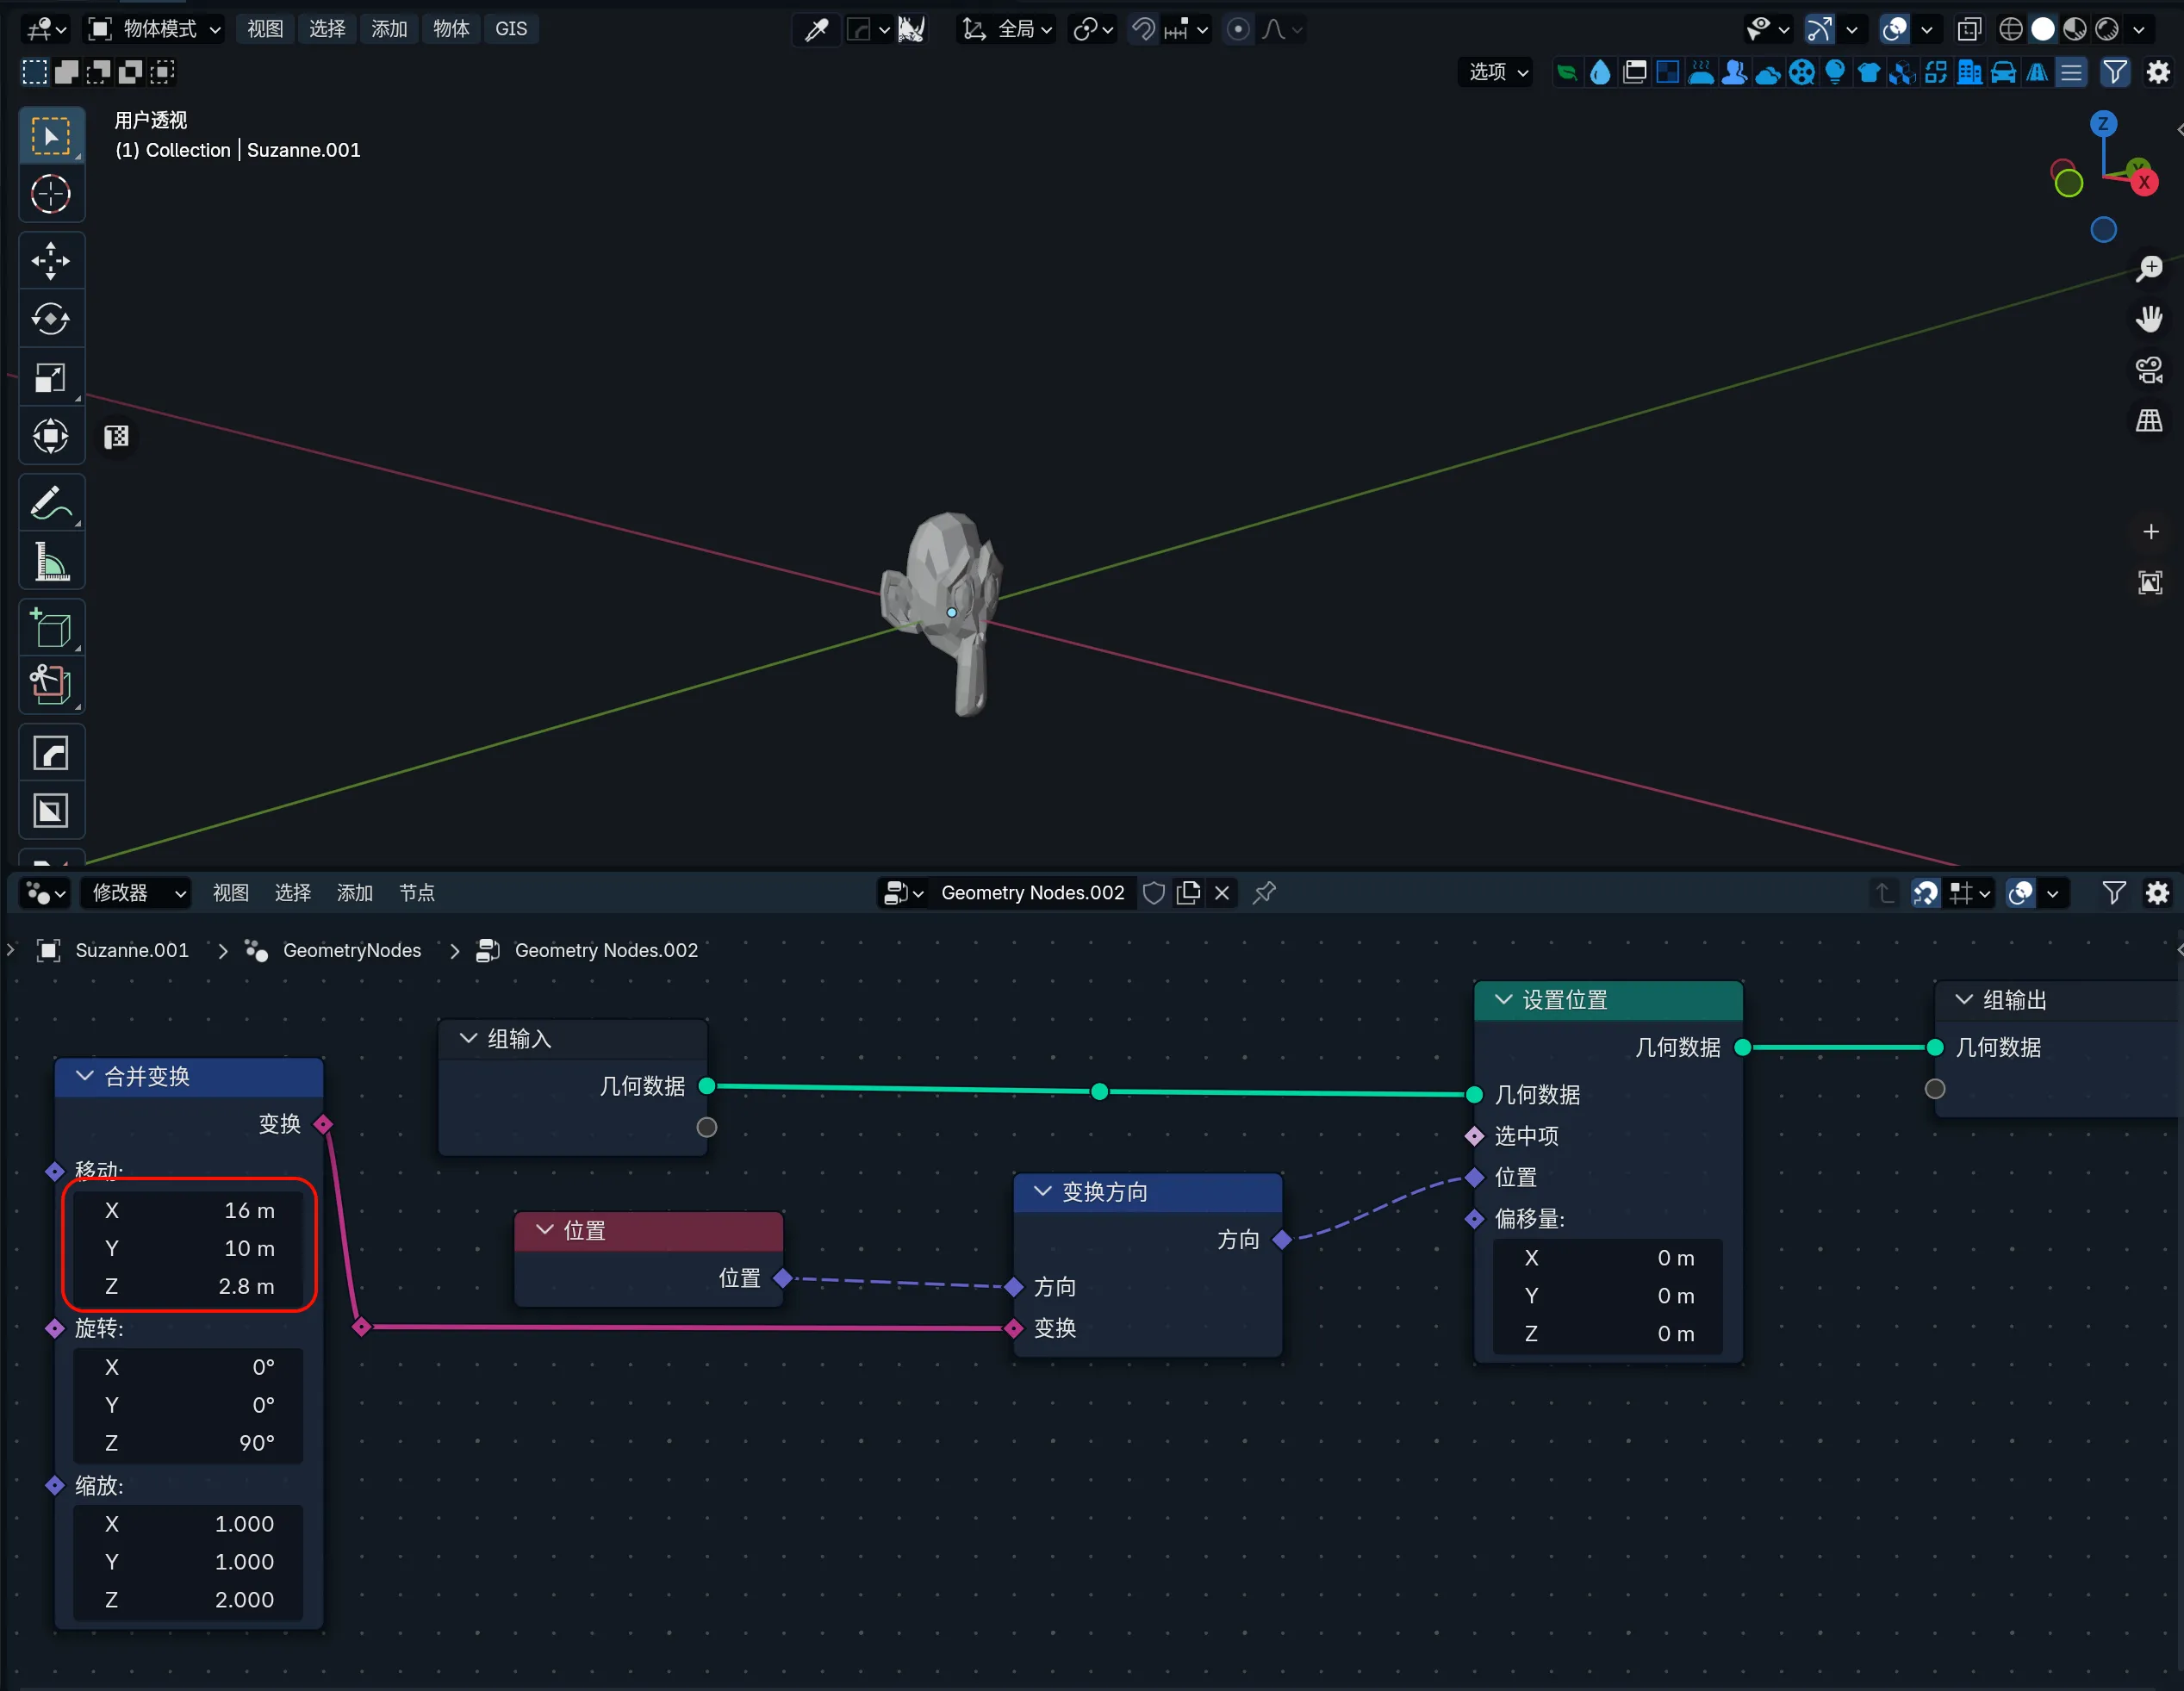 物体模式 视图 选择 添加 物体 GIS 全局
选项
用户透视
(1) Collection | Suzanne.001
Z
Y
X
修改器 视图 选择 添加 节点 Geometry Nodes.002
Suzanne.001 GeometryNodes Geometry Nodes.002
合并变换
变换
移动:
X 16 m
Y 10 m
Z 2.8 m
旋转:
X 0°
Y 0°
Z 90°
缩放:
X 1.000
Y 1.000
Z 2.000
组输入
几何数据
位置
位置
变换方向
方向
方向
变换
设置位置
几何数据
几何数据
选中项
位置
偏移量:
X 0 m
Y 0 m
Z 0 m
组输出
几何数据